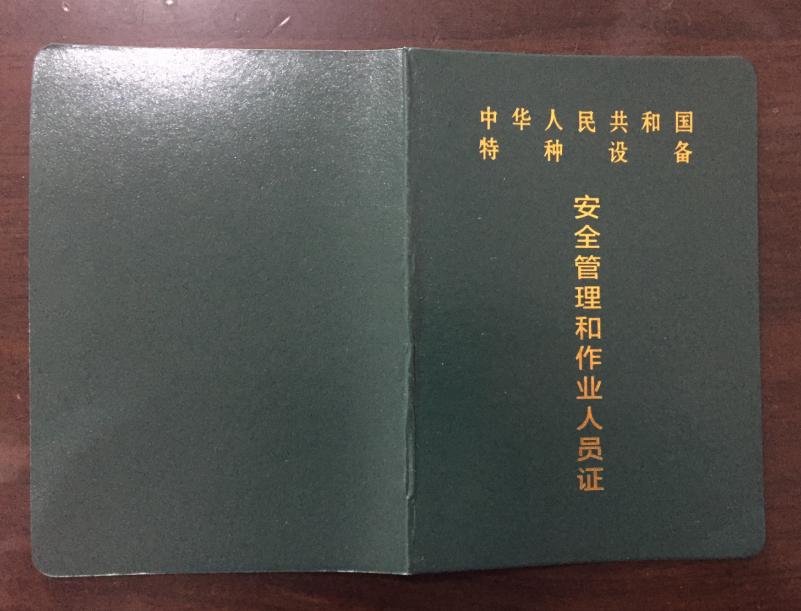 中华人民共和国
特种设备
安全管理和作业人员证